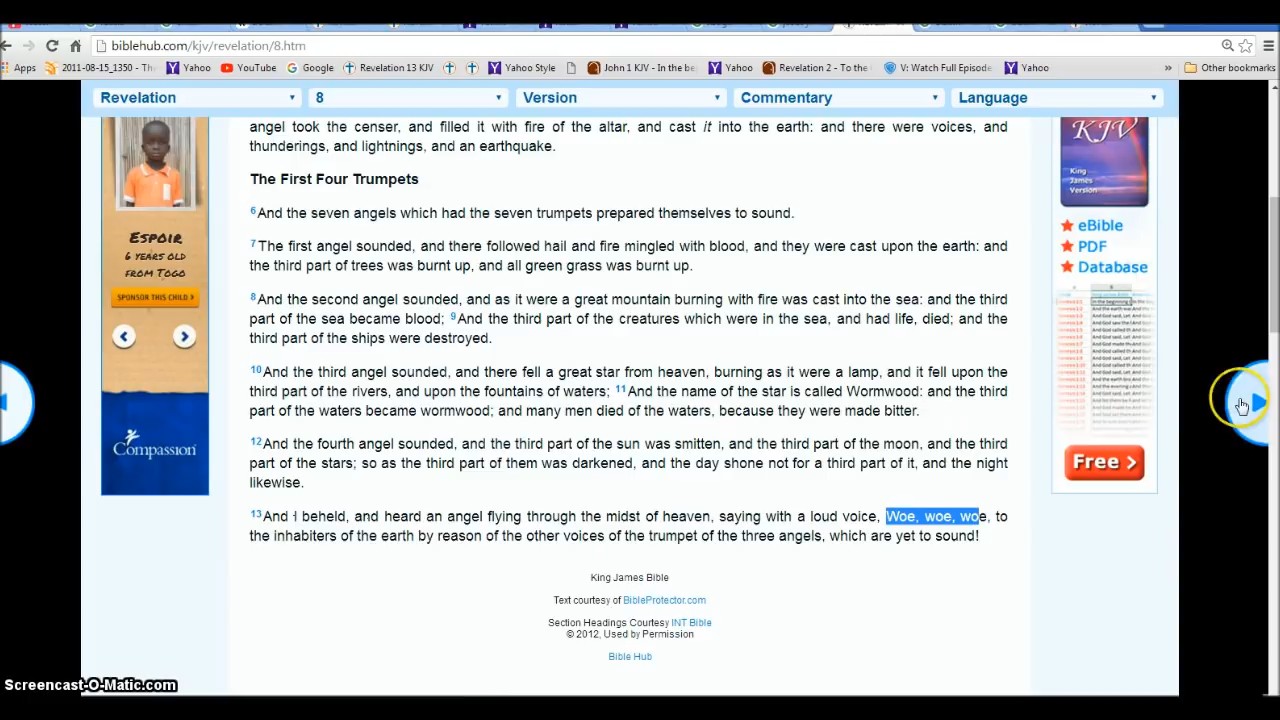 biblehub.com/kjv/revelation/8.htm
Apps 2011-08-15_1350 - Th Yahoo YouTube Google Revelation 13 KJV Yahoo Style John 1 KJV - In the be Yahoo Revelation 2 - To the V: Watch Full Episode Yahoo » Other bookmarks
Revelation 8 Version Commentary Language
angel took the censer, and filled it with fire of the altar, and cast it into the earth: and there were voices, and
thunderings, and lightnings, and an earthquake.
The First Four Trumpets
6And the seven angels which had the seven trumpets prepared themselves to sound.
7The first angel sounded, and there followed hail and fire mingled with blood, and they were cast upon the earth: and
the third part of trees was burnt up, and all green grass was burnt up.
8And the second angel sounded, and as it were a great mountain burning with fire was cast into the sea: and the third
part of the sea became blood; 9And the third part of the creatures which were in the sea, and had life, died; and the
third part of the ships were destroyed.
10And the third angel sounded, and there fell a great star from heaven, burning as it were a lamp, and it fell upon the
third part of the rivers, and upon the fountains of waters; 11And the name of the star is called Wormwood: and the third
part of the waters became wormwood; and many men died of the waters, because they were made bitter.
12And the fourth angel sounded, and the third part of the sun was smitten, and the third part of the moon, and the third
part of the stars; so as the third part of them was darkened, and the day shone not for a third part of it, and the night
likewise.
13And I beheld, and heard an angel flying through the midst of heaven, saying with a loud voice, Woe, woe, woe, to
the inhabiters of the earth by reason of the other voices of the trumpet of the three angels, which are yet to sound!
King James Bible
Text courtesy of BibleProtector.com
Section Headings Courtesy INT Bible
© 2012, Used by Permission
Bible Hub
ESPOIR
6 YEARS OLD
FROM TOGO
SPONSOR THIS CHILD >
Compassion
KJV
King
James
Version
eBible
PDF
Database
Free >
Screencast-O-Matic.com